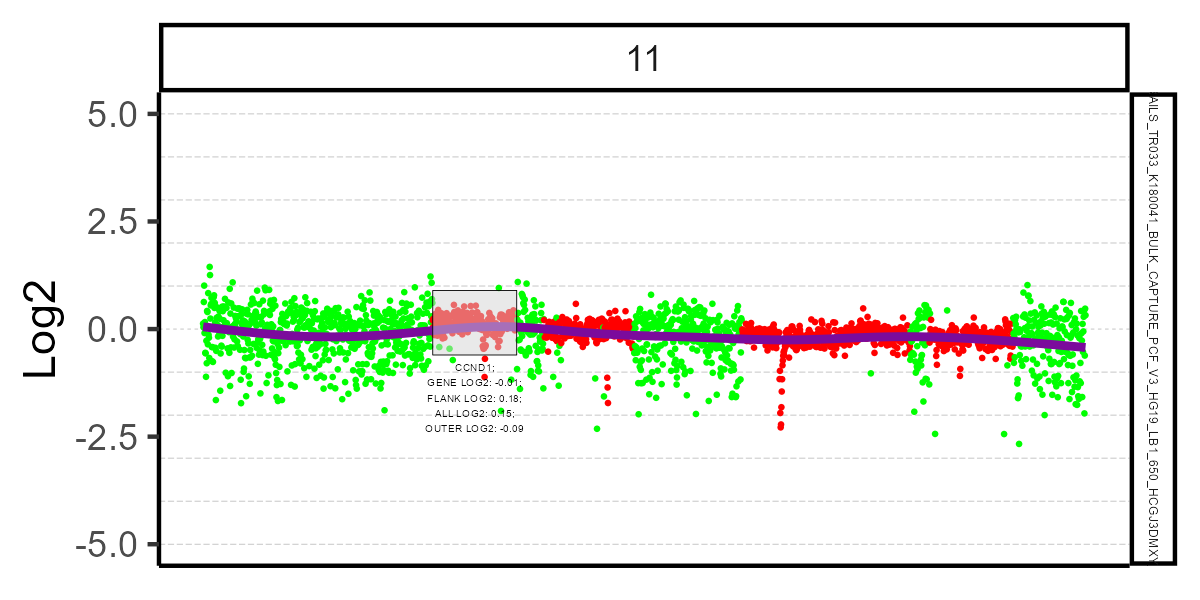 11
5.0
2.5
0.0
-2.5
-5.0
Log2
CCND1;
GENE LOG2: -0.01;
FLANK LOG2: 0.18;
ALL LOG2: 0.15;
OUTER LOG2: -0.09
AILS_TR033_K180041_BULK_CAPTURE_PCF_V3_HG19_LB1_650_HCGJ3DMXY